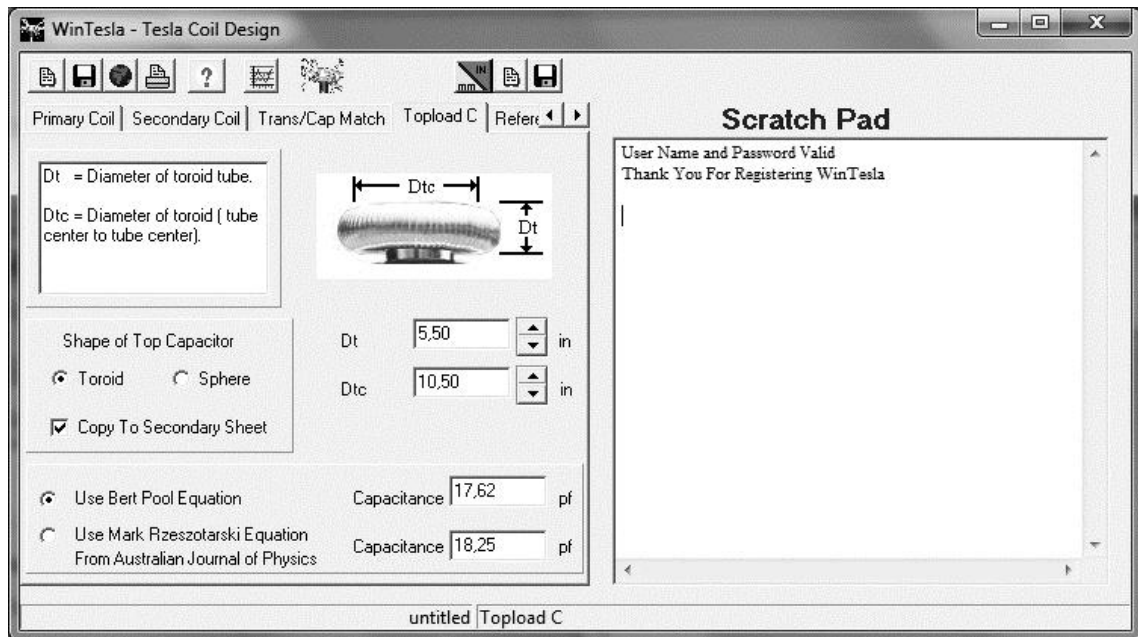 WinTesla - Tesla Coil Design
IN
mm
?
Primary Coil Secondary Coil Trans/Cap Match Topload C Refere
Dt = Diameter of toroid tube.
Dtc = Diameter of toroid ( tube
center to tube center).
Dtc
Dt
Shape of Top Capacitor
Toroid Sphere
Copy To Secondary Sheet
Dt 5,50 in
Dtc 10,50 in
Use Bert Pool Equation Capacitance 17,62 pf
Use Mark Rzeszotarski Equation
From Australian Journal of Physics Capacitance 18,25 pf
Scratch Pad
User Name and Password Valid
Thank You For Registering WinTesla
untitled Topload C